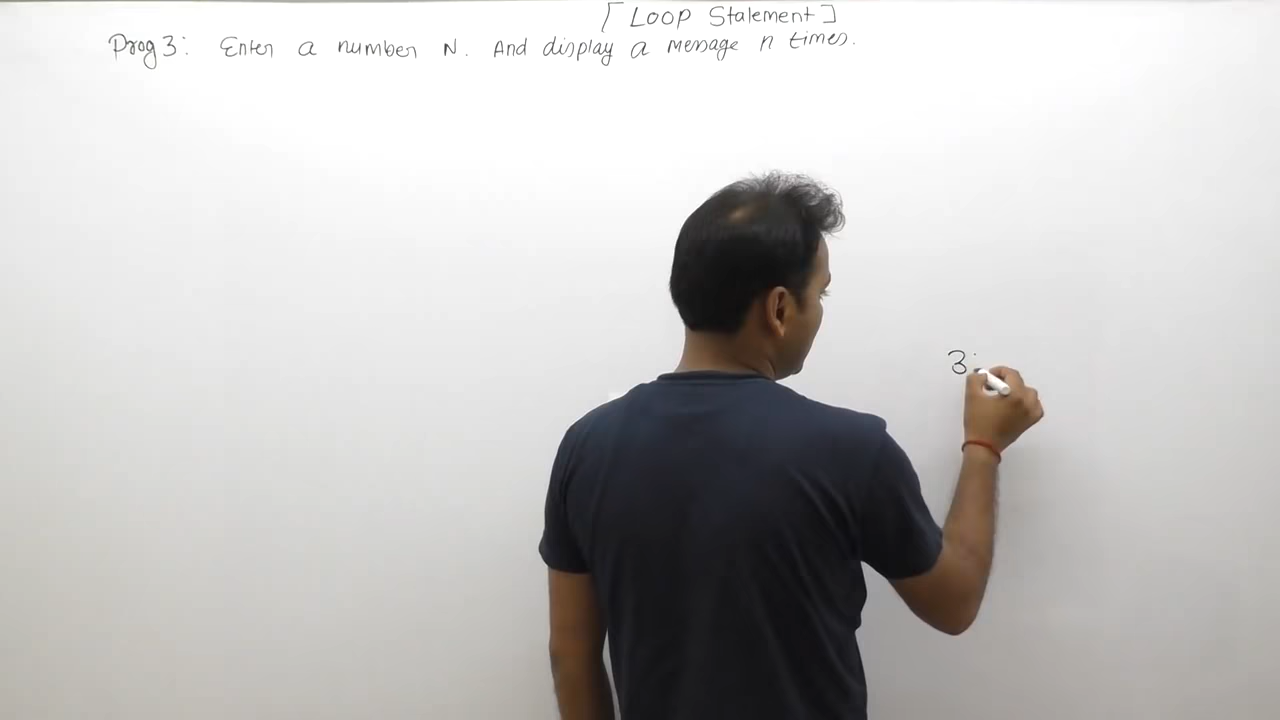 [Loop Statement]
Prog 3: Enter a number N. And display a message n times.
3: